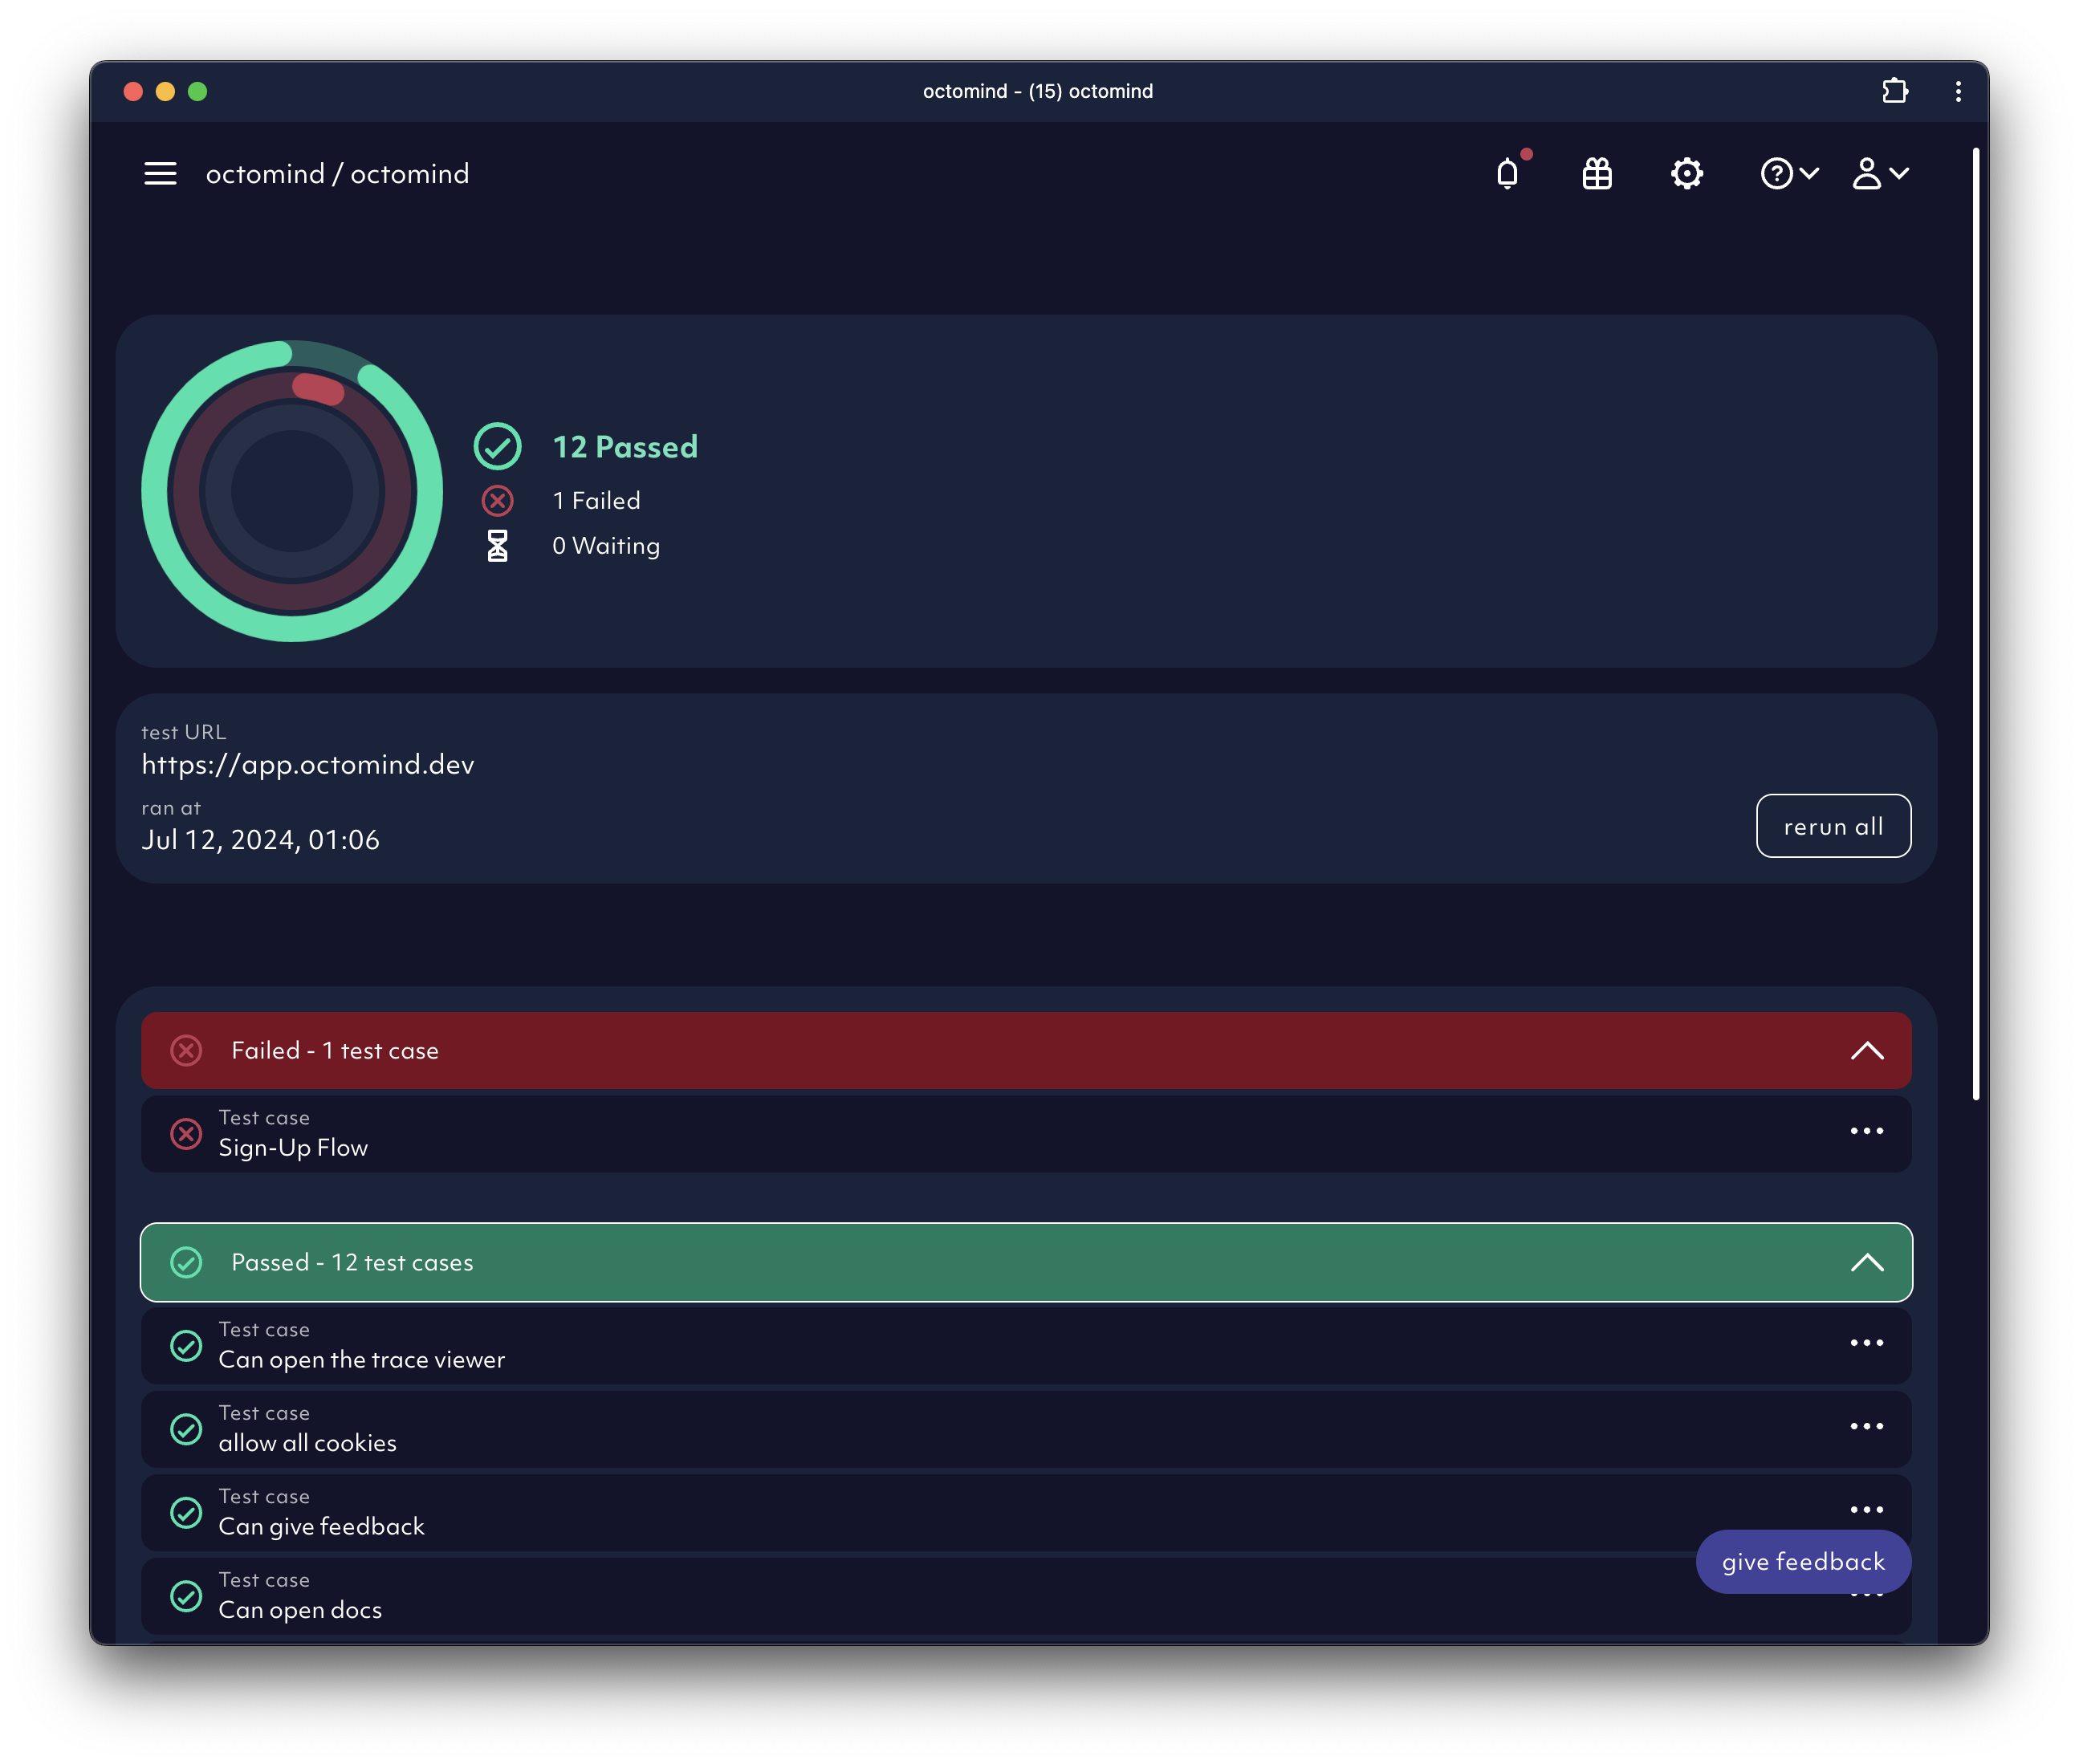 octomind - (15) octomind
octomind / octomind
12 Passed
1 Failed
0 Waiting
test URL
https://app.octomind.dev
ran at
Jul 12, 2024, 01:06
rerun all
Failed - 1 test case
Test case
Sign-Up Flow
Passed - 12 test cases
Test case
Can open the trace viewer
Test case
allow all cookies
Test case
Can give feedback
give feedback
Test case
Can open docs